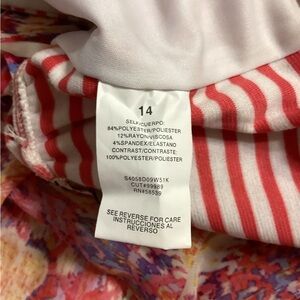 14
SELF/CUERPO:
84%POLYESTER/POLIESTER
12%RAYON/VISCOSA
4%SPANDEX/ELASTANO
CONTRAST/CONTRASTE:
100%POLYESTER/POLIESTER
S4058D09W51K
CUT#99989
RN#58539
SEE REVERSE FOR CARE
INSTRUCCIONES AL
REVERSO